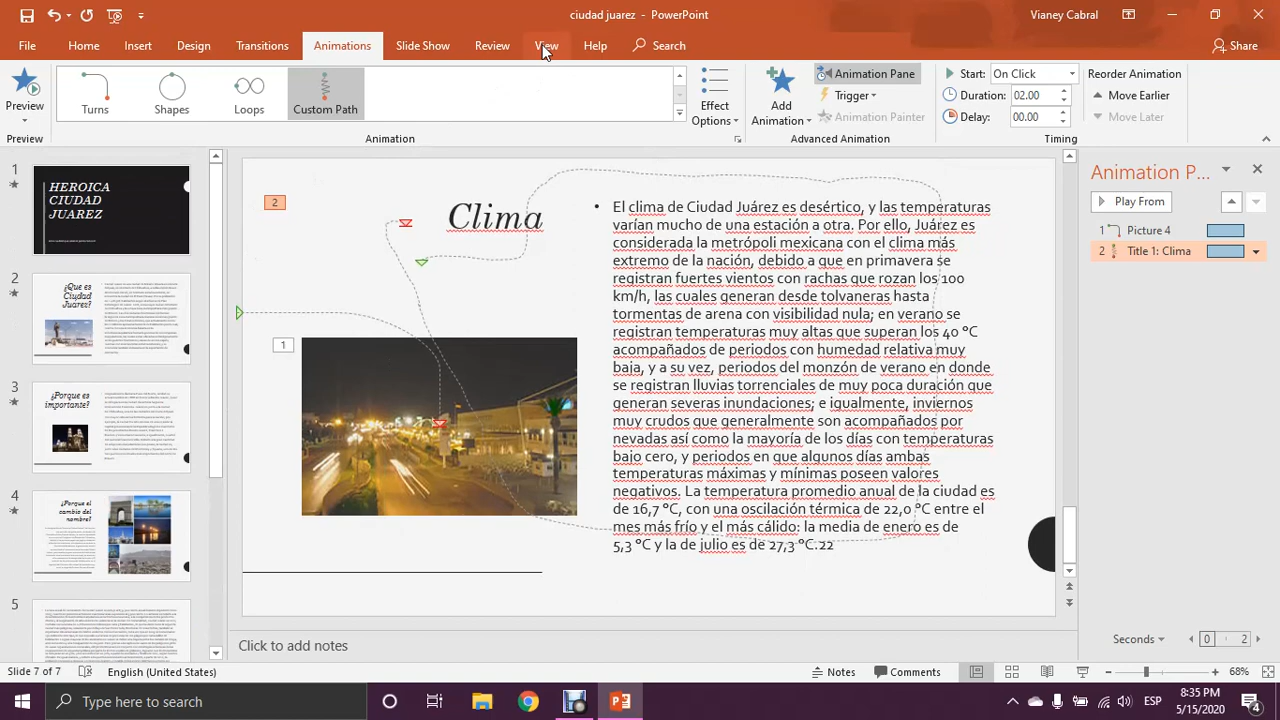 ciudad juarez - PowerPoint
Vianey Cabral
File Home Insert Design Transitions Animations Slide Show Review View Help Search Share
Preview
Turns Shapes Loops Custom Path
Effect Options
Add Animation
Animation Pane
Trigger
Animation Painter
Start: On Click
Duration: 02.00
Delay: 00.00
Reorder Animation
Move Earlier
Move Later
Preview Animation Advanced Animation Timing
1
HEROICA
CIUDAD
JUAREZ
2
¿Que es
Ciudad
Juárez?
3
¿Porque es
importante?
4
¿Porque el
cambio del
nombre?
5
2
Clima
1
• El clima de Ciudad Juárez es desértico, y las temperaturas
varían mucho de una estación a otra. Por ello, Juárez es
considerada la metrópoli mexicana con el clima más
extremo de la nación, debido a que en primavera se
registran fuertes vientos con rachas que rozan los 100
km/h, las cuales generan desde tolvaneras hasta
tormentas de arena con visibilidad nula, en verano se
registran temperaturas muy altas que superan los 40 °C
acompañados de periodos con humedad relativa muy
baja, y a su vez, periodos del monzón de verano en donde
se registran lluvias torrenciales de muy poca duración que
generan severas inundaciones; e igualmente, inviernos
muy crudos que generalmente son acompañados por
nevadas así como la mayoría de los días con temperaturas
bajo cero, y periodos en que algunos días ambas
temperaturas máximas y mínimas poseen valores
negativos. La temperatura promedio anual de la ciudad es
de 16,7 °C, con una oscilación térmica de 22,0 °C entre el
mes más frío y el más cálido: la media de enero es de
5,3 °C y la de julio es de 27,3 °C.22
Animation P...
Play From
1 Picture 4
2 Title 1: Clima
Seconds 0 2
Click to add notes
Slide 7 of 7 English (United States) Notes Comments 68%
Type here to search
ESP
8:35 PM
5/15/2020
4